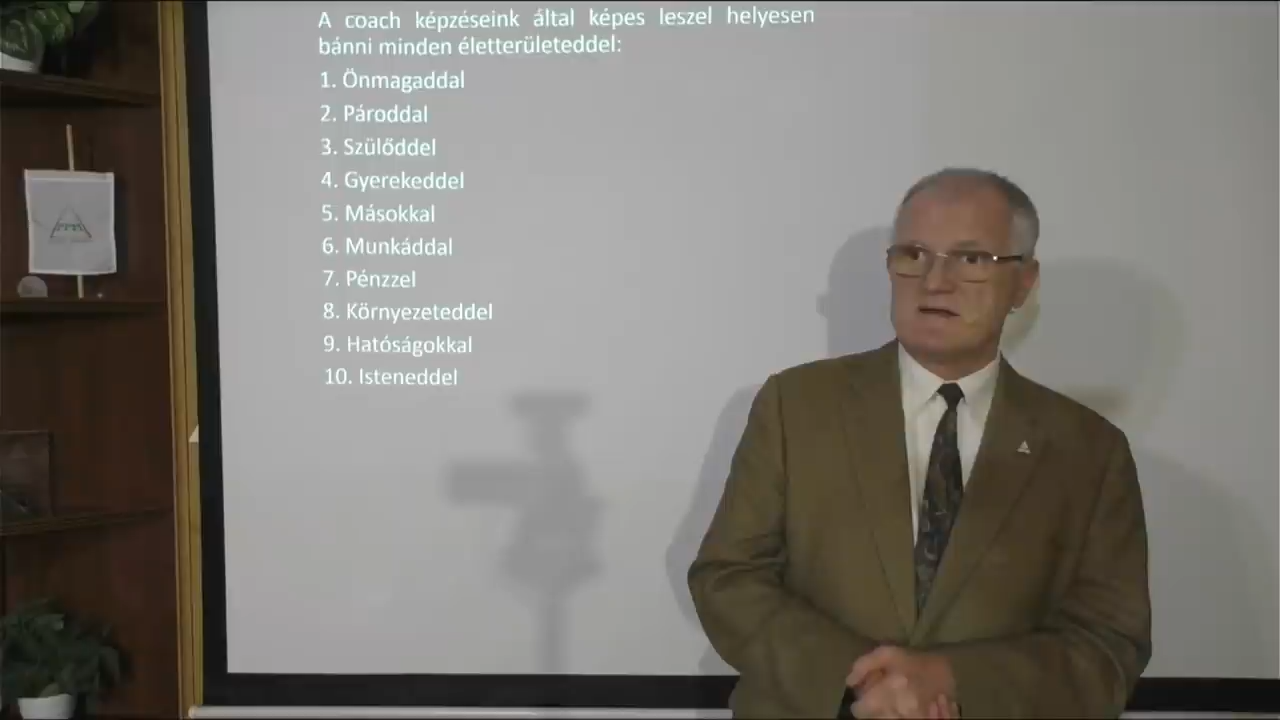 A coach képzéseink által képes leszel helyesen
bánni minden életterületeddel:
1. Önmagaddal
2. Pároddal
3. Szülőddel
4. Gyerekeddel
5. Másokkal
6. Munkáddal
7. Pénzzel
8. Környezeteddel
9. Hatóságokkal
10. Isteneddel